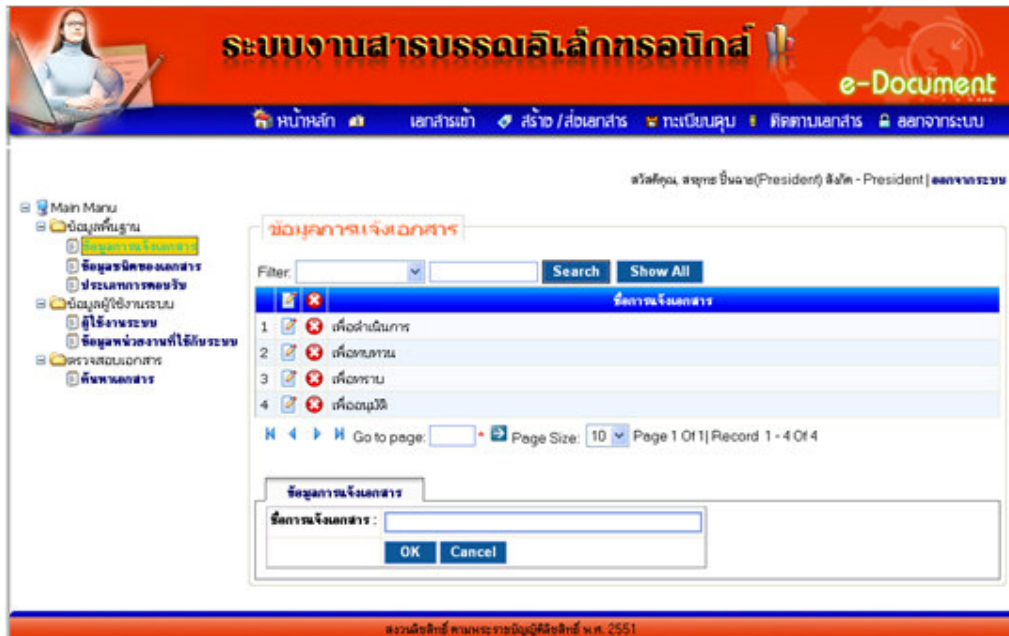 ระบบงานสารบรรณอิเล็กทรอนิกส์
e-Document
หน้าหลัก เอกสารเข้า สร้าง/ส่งเอกสาร ทะเบียนคุม ติดตามเอกสาร ออกจากระบบ
(President) สังกัด - President|ออกจากระบบ
Main Manu
ข้อมูลพื้นฐาน
ข้อมูลการแจ้งเอกสาร
ข้อมูลชนิดของเอกสาร
ประเภทการตอบรับ
ข้อมูลผู้ใช้งานระบบ
ผู้ใช้งานระบบ
ข้อมูลหน่วยงานที่ใช้กับระบบ
ตรวจสอบเอกสาร
ค้นหาเอกสาร
ข้อมูลการแจ้งเอกสาร
Filter: Search Show All
ชื่อการแจ้งเอกสาร
1 เพื่อดำเนินการ
2 เพื่อทบทวน
3 เพื่อทราบ
4 เพื่ออนุมัติ
Go to page: * Page Size: 10 Page 1 Of 1| Record 1 - 4 Of 4
ข้อมูลการแจ้งเอกสาร
ชื่อการแจ้งเอกสาร :
OK Cancel
สงวนลิขสิทธิ์ ตามพระราชบัญญัติลิขสิทธิ์ พ.ศ. 2551